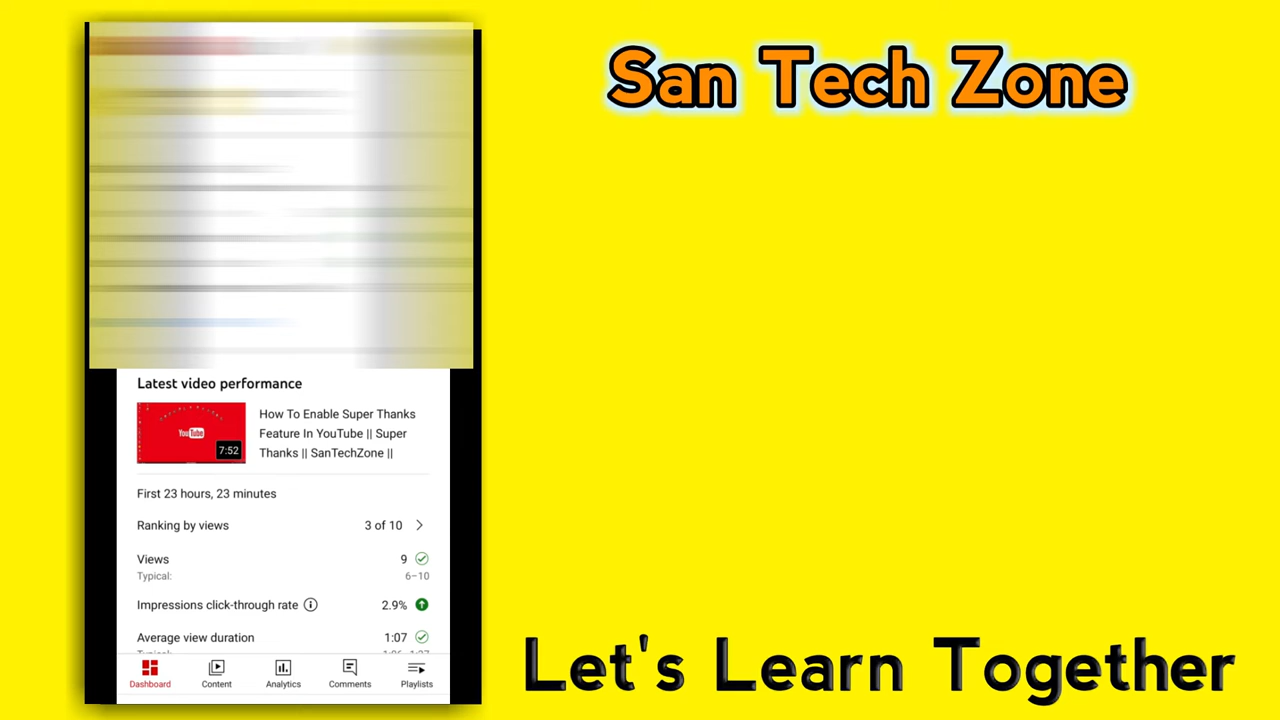 San Tech Zone
Latest video performance
YouTube
7:52
How To Enable Super Thanks
Feature In YouTube || Super
Thanks || SanTechZone ||
First 23 hours, 23 minutes
Ranking by views 3 of 10
Views 9
Typical: 6–10
Impressions click-through rate 2.9%
Average view duration 1:07
Dashboard Content Analytics Comments Playlists
Let's Learn Together